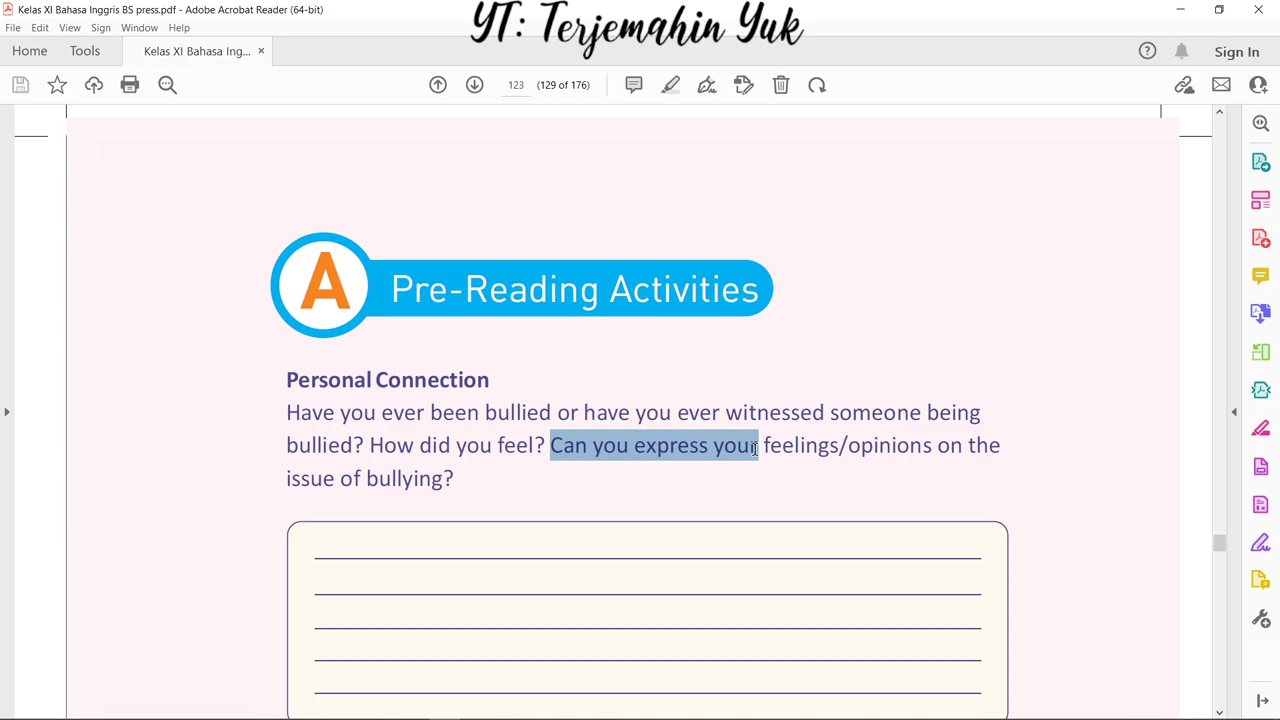 Kelas XI Bahasa Inggris BS press.pdf - Adobe Acrobat Reader (64-bit)
YT: Terjemahin Yuk
File Edit View Sign Window Help
Home Tools Kelas XI Bahasa Ing... ×
Sign In
123 (129 of 176)
A Pre-Reading Activities
Personal Connection
Have you ever been bullied or have you ever witnessed someone being
bullied? How did you feel? Can you express your feelings/opinions on the
issue of bullying?